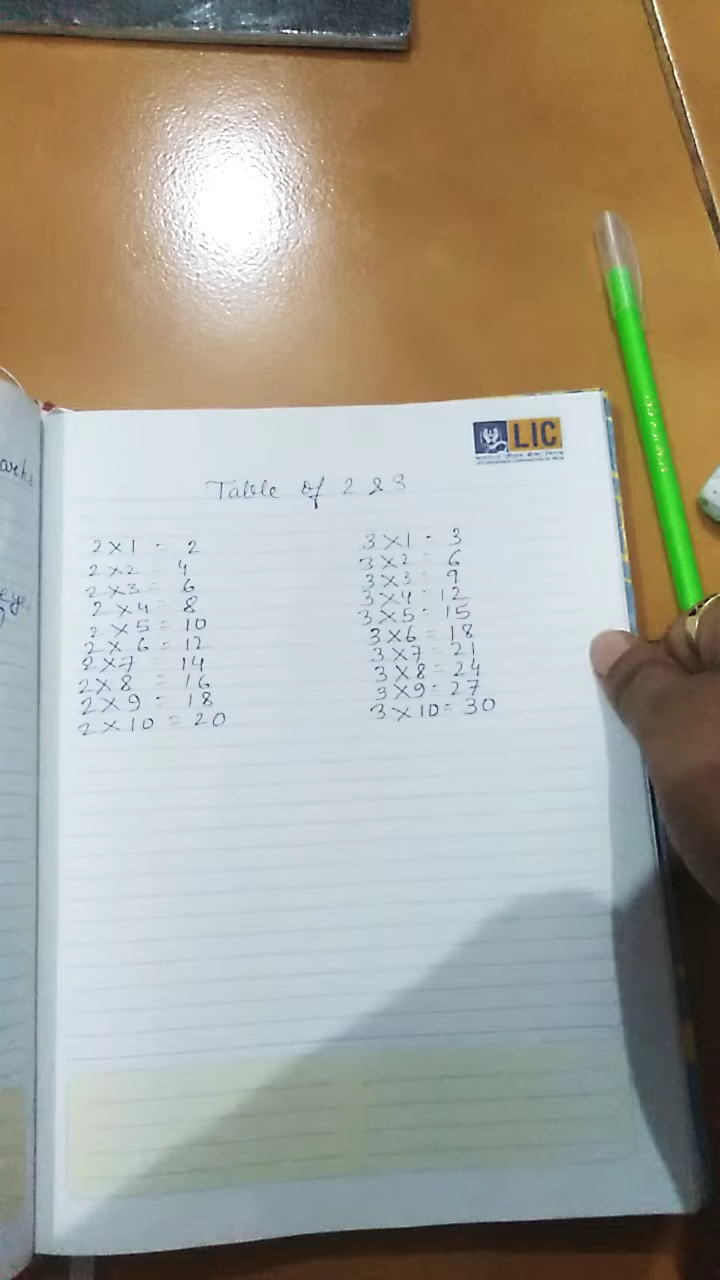 LIC
Table of 2 & 3
2 x 1 = 2
2 x 2 = 4
2 x 3 = 6
2 x 4 = 8
2 x 5 = 10
2 x 6 = 12
2 x 7 = 14
2 x 8 = 16
2 x 9 = 18
2 x 10 = 20
3 x 1 = 3
3 x 2 = 6
3 x 3 = 9
3 x 4 = 12
3 x 5 = 15
3 x 6 = 18
3 x 7 = 21
3 x 8 = 24
3 x 9 = 27
3 x 10 = 30